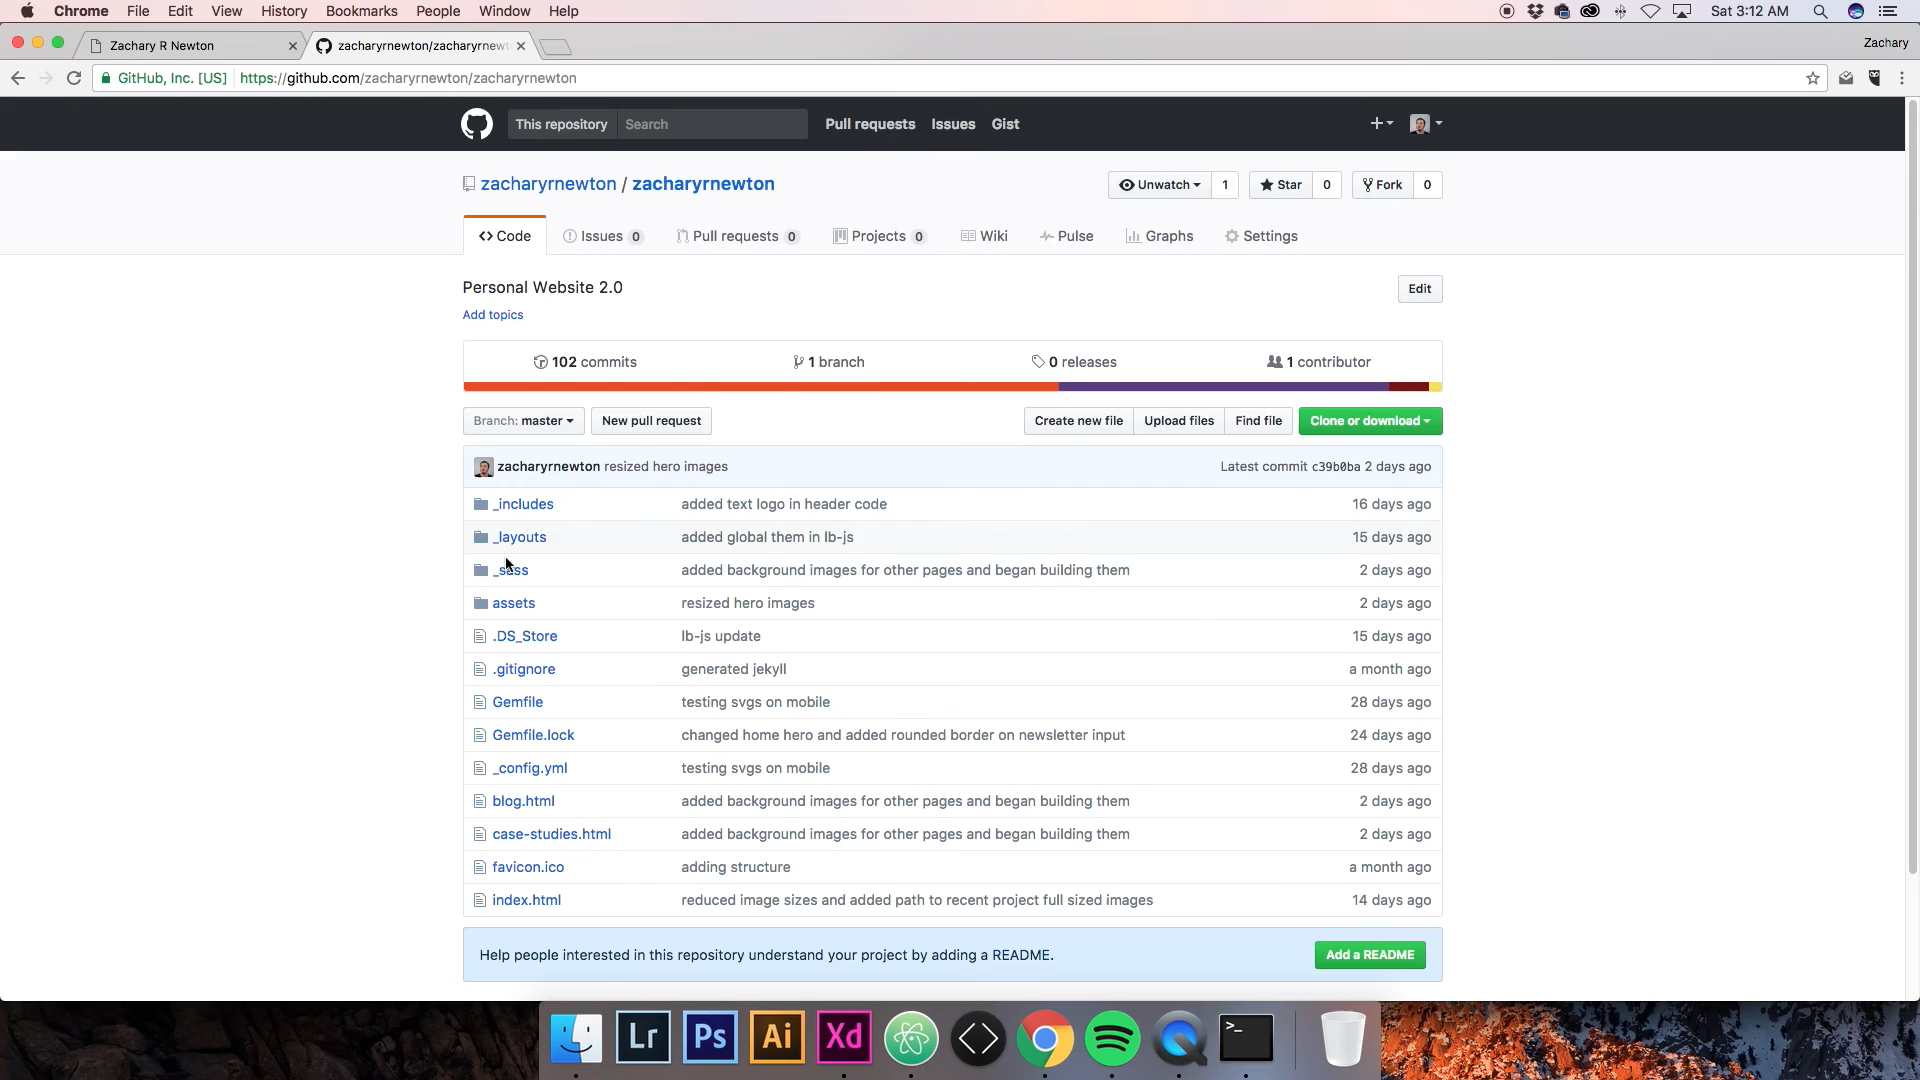 Chrome File Edit View History Bookmarks People Window Help Sat 3:12 AM
Zachary R Newton zacharyrnewton/zacharyrnewt Zachary
GitHub, Inc. [US] https://github.com/zacharyrnewton/zacharyrnewton
This repository Search Pull requests Issues Gist
zacharyrnewton / zacharyrnewton Unwatch 1 Star 0 Fork 0
Code Issues 0 Pull requests 0 Projects 0 Wiki Pulse Graphs Settings
Personal Website 2.0 Edit
Add topics
102 commits 1 branch 0 releases 1 contributor
Branch: master New pull request Create new file Upload files Find file Clone or download
zacharyrnewton resized hero images Latest commit c39b0ba 2 days ago
_includes added text logo in header code 16 days ago
_layouts added global them in lb-js 15 days ago
_sass added background images for other pages and began building them 2 days ago
assets resized hero images 2 days ago
.DS_Store lb-js update 15 days ago
.gitignore generated jekyll a month ago
Gemfile testing svgs on mobile 28 days ago
Gemfile.lock changed home hero and added rounded border on newsletter input 24 days ago
_config.yml testing svgs on mobile 28 days ago
blog.html added background images for other pages and began building them 2 days ago
case-studies.html added background images for other pages and began building them 2 days ago
favicon.ico adding structure a month ago
index.html reduced image sizes and added path to recent project full sized images 14 days ago
Help people interested in this repository understand your project by adding a README. Add a README
Lr Ps Ai Xd